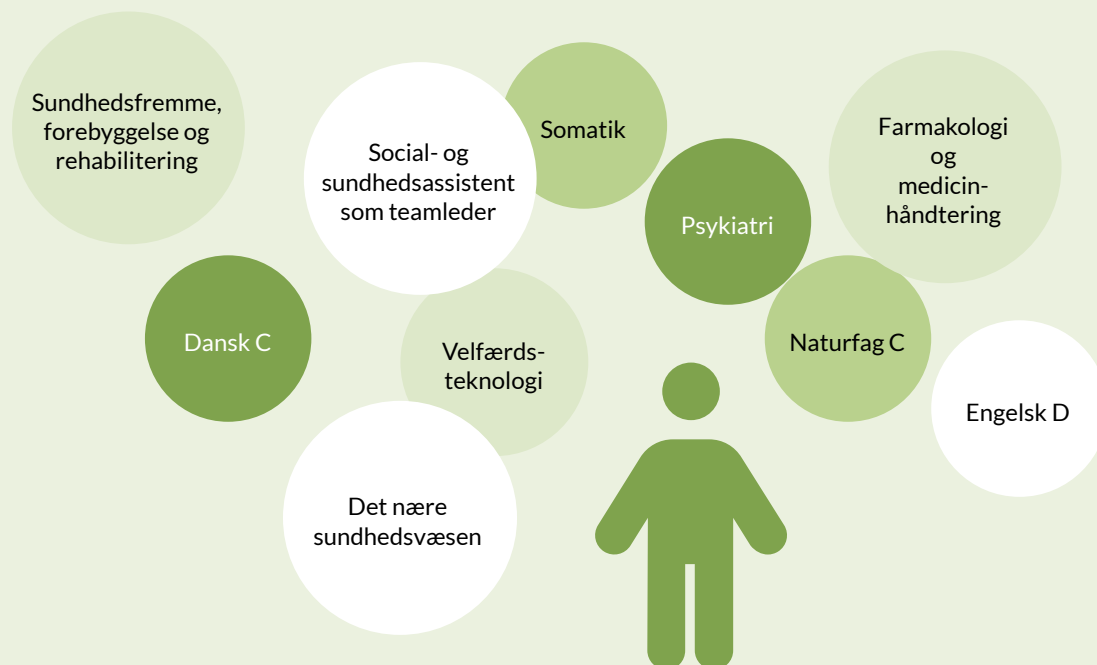 Sundhedsfremme,
forebyggelse og
rehabilitering
Social- og
sundhedsassistent
som teamleder
Somatik
Psykiatri
Farmakologi
og
medicin-
håndtering
Dansk C
Velfærds-
teknologi
Naturfag C
Engelsk D
Det nære
sundhedsvæsen